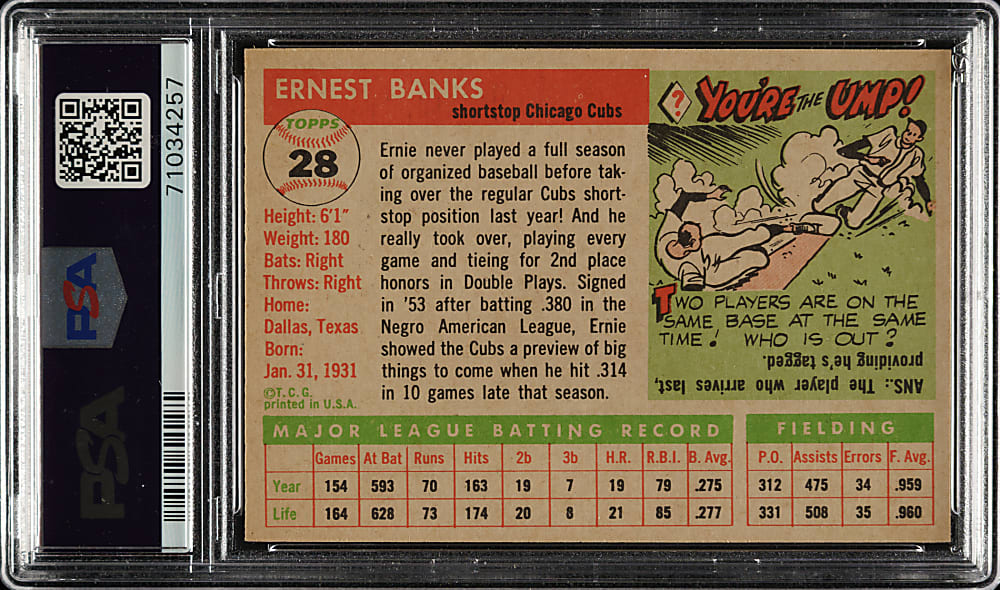 71034257
PSA
PSA
ERNEST BANKS
shortstop Chicago Cubs
TOPPS
28
Height: 6'1"
Weight: 180
Bats: Right
Throws: Right
Home:
Dallas, Texas
Born:
Jan. 31, 1931
©T.C.G.
printed in U.S.A.
Ernie never played a full season
of organized baseball before tak-
ing over the regular Cubs short-
stop position last year! And he
really took over, playing every
game and tieing for 2nd place
honors in Double Plays. Signed
in '53 after batting .380 in the
Negro American League, Ernie
showed the Cubs a preview of big
things to come when he hit .314
in 10 games late that season.
? YOU'RE THE UMP!
TWO PLAYERS ARE ON THE
SAME BASE AT THE SAME
TIME! WHO IS OUT?
ANS.: The player who arrives last,
providing he's tagged.
MAJOR LEAGUE BATTING RECORD
Games At Bat Runs Hits 2b 3b H.R. R.B.I. B. Avg.
Year 154 593 70 163 19 7 19 79 .275
Life 164 628 73 174 20 8 21 85 .277
FIELDING
P.O. Assists Errors F. Avg.
312 475 34 .959
331 508 35 .960